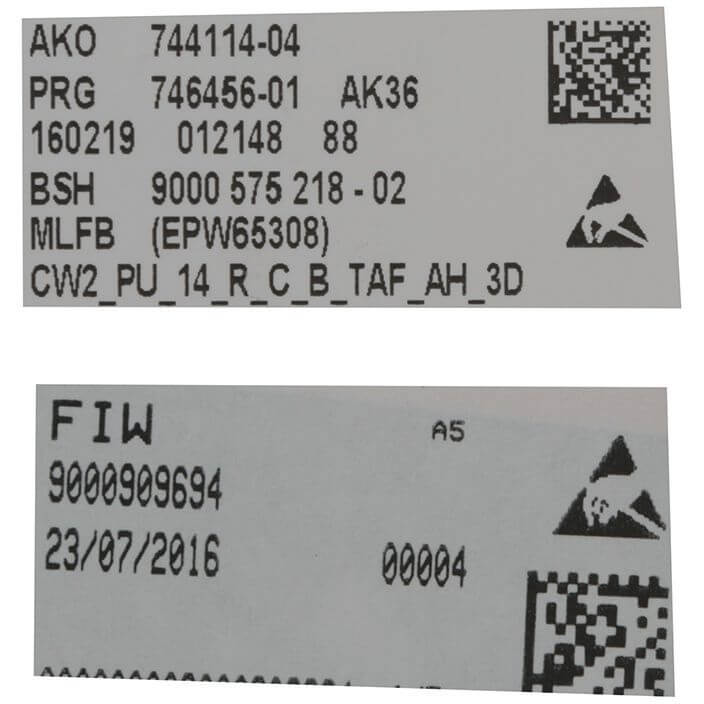 AKO 744114-04
PRG 746456-01 AK36
160219 012148 88
BSH 9000 575 218 - 02
MLFB (EPW65308)
CW2_PU_14_R_C_B_TAF_AH_3D
FIW A5
9000909694
23/07/2016 00004